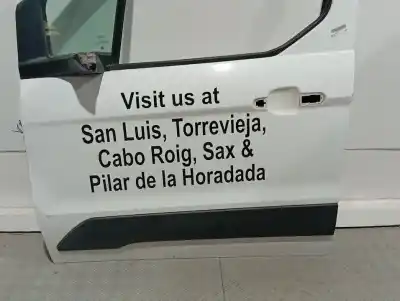 Visit us at
San Luis, Torrevieja,
Cabo Roig, Sax &
Pilar de la Horadada